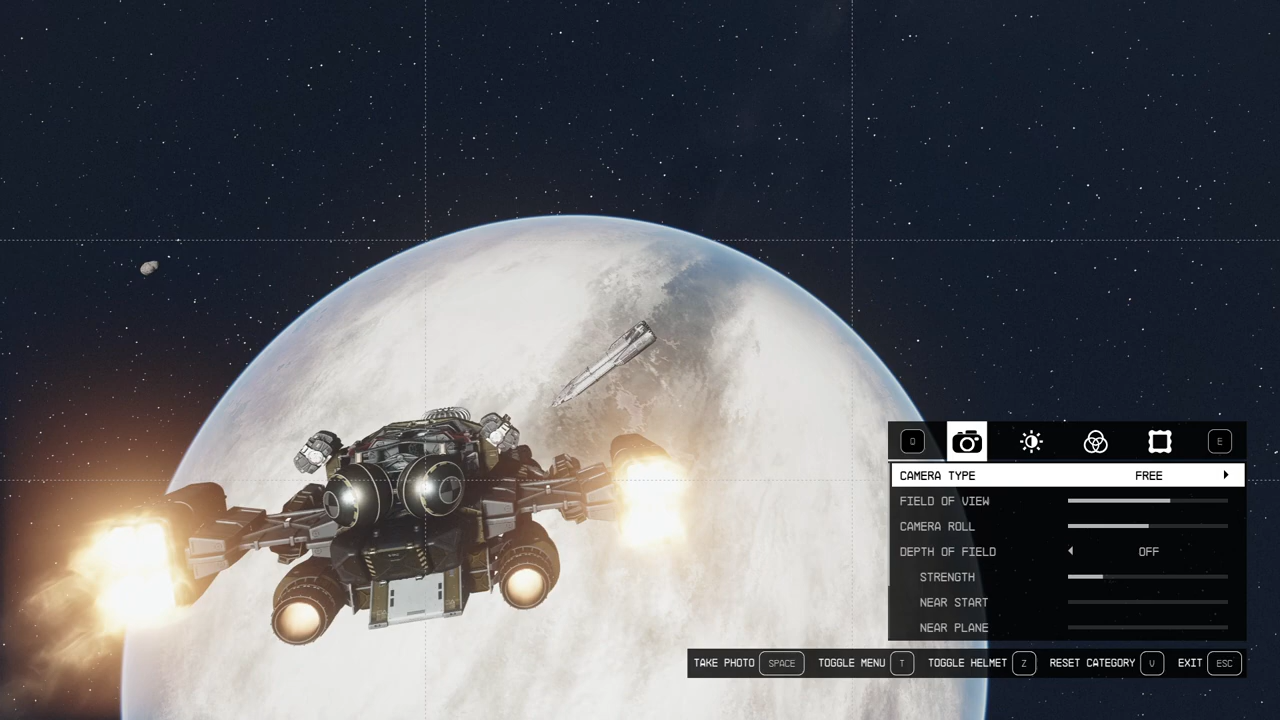 Q
E
CAMERA TYPE FREE
FIELD OF VIEW
CAMERA ROLL
DEPTH OF FIELD OFF
STRENGTH
NEAR START
NEAR PLANE
TAKE PHOTO SPACE TOGGLE MENU T TOGGLE HELMET Z RESET CATEGORY V EXIT ESC